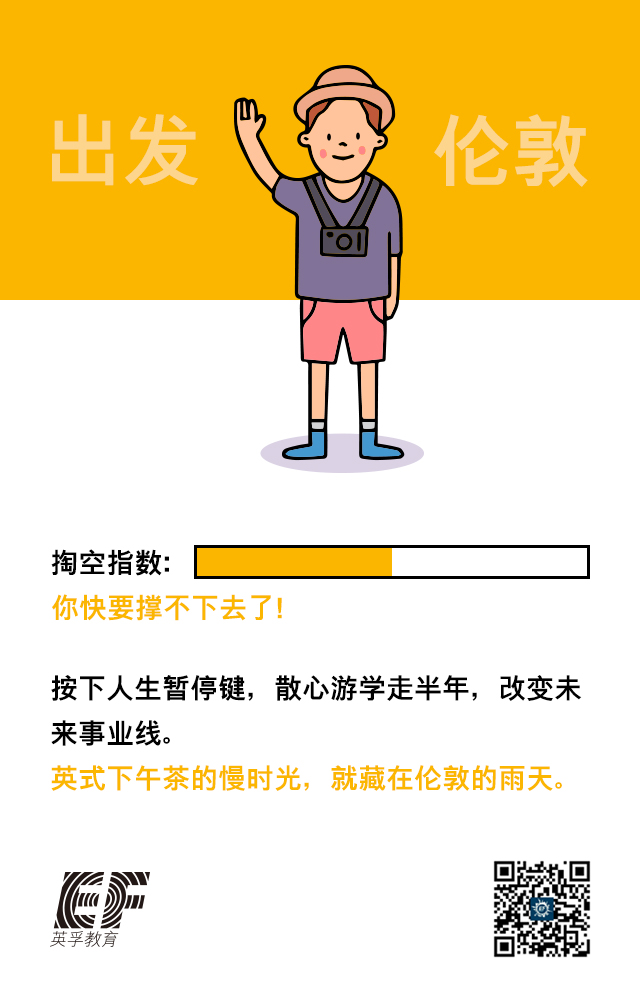 出发 伦敦
掏空指数:
你快要撑不下去了!
按下人生暂停键，散心游学走半年，改变未
来事业线。
英式下午茶的慢时光，就藏在伦敦的雨天。
EF
英孚教育